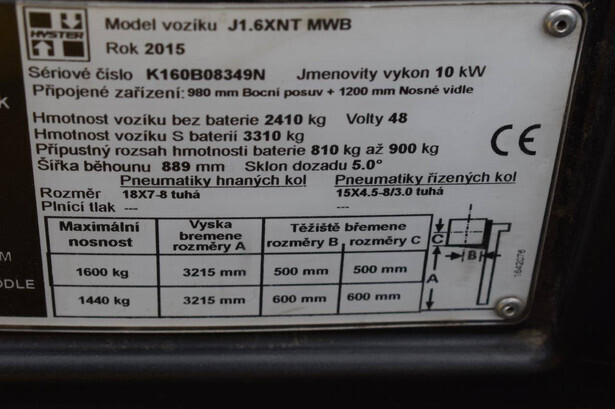 HYSTER
Model vozíku J1.6XNT MWB
Rok 2015
Sériové číslo K160B08349N Jmenovity vykon 10 kW
Připojené zařízení: 980 mm Bocní posuv + 1200 mm Nosné vidle
Hmotnost vozíku bez baterie 2410 kg Volty 48
Hmotnost vozíku S baterií 3310 kg
Přípustný rozsah hmotnosti baterie 810 kg až 900 kg
Šířka běhounu 889 mm Sklon dozadu 5.0°
Pneumatiky hnaných kol Pneumatiky řízených kol
Rozměr 18X7-8 tuhá 15X4.5-8/3.0 tuhá
Plnící tlak --- ---
CE
Maximální nosnost Vyska bremene rozměry A Těžiště břemene rozměry B rozměry C
1600 kg 3215 mm 500 mm 500 mm
1440 kg 3215 mm 600 mm 600 mm
C
B
A
1642076
K
M
DDLE